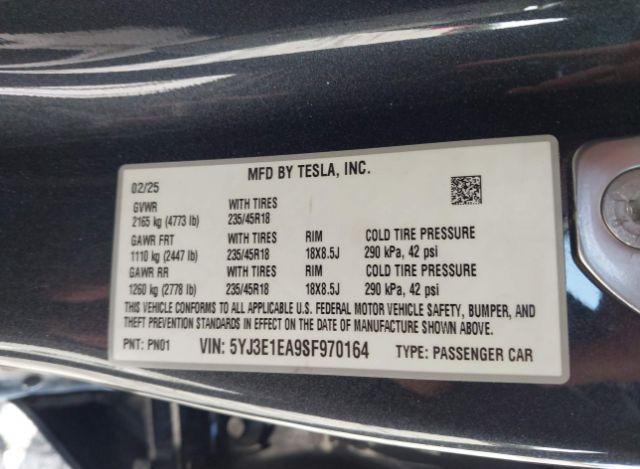 MFD BY TESLA, INC.
02/25
GVWR WITH TIRES
2165 kg (4773 lb) 235/45R18
GAWR FRT WITH TIRES RIM COLD TIRE PRESSURE
1110 kg (2447 lb) 235/45R18 18X8.5J 290 kPa, 42 psi
GAWR RR WITH TIRES RIM COLD TIRE PRESSURE
1260 kg (2778 lb) 235/45R18 18X8.5J 290 kPa, 42 psi
THIS VEHICLE CONFORMS TO ALL APPLICABLE U.S. FEDERAL MOTOR VEHICLE SAFETY, BUMPER, AND
THEFT PREVENTION STANDARDS IN EFFECT ON THE DATE OF MANUFACTURE SHOWN ABOVE.
PNT: PN01 VIN: 5YJ3E1EA9SF970164 TYPE: PASSENGER CAR